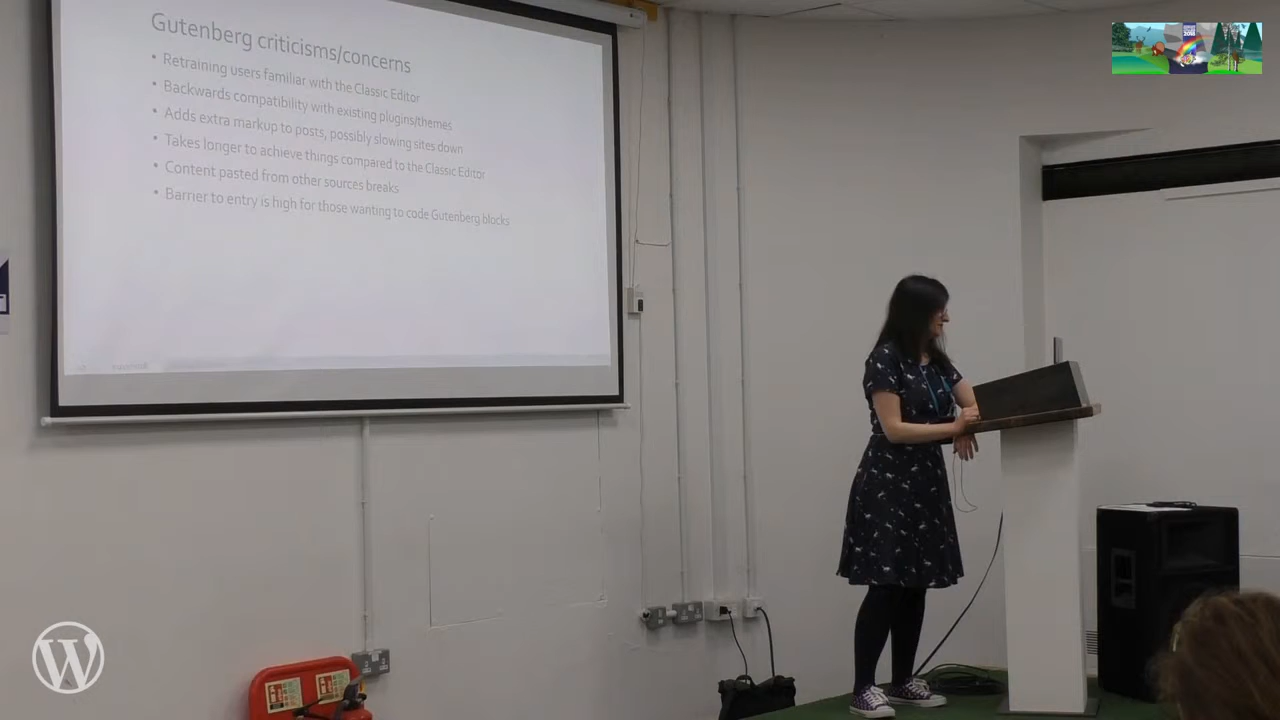 Gutenberg criticisms/concerns
• Retraining users familiar with the Classic Editor
• Backwards compatibility with existing plugins/themes
• Adds extra markup to posts, possibly slowing sites down
• Takes longer to achieve things compared to the Classic Editor
• Content pasted from other sources breaks
• Barrier to entry is high for those wanting to code Gutenberg blocks
2018
W